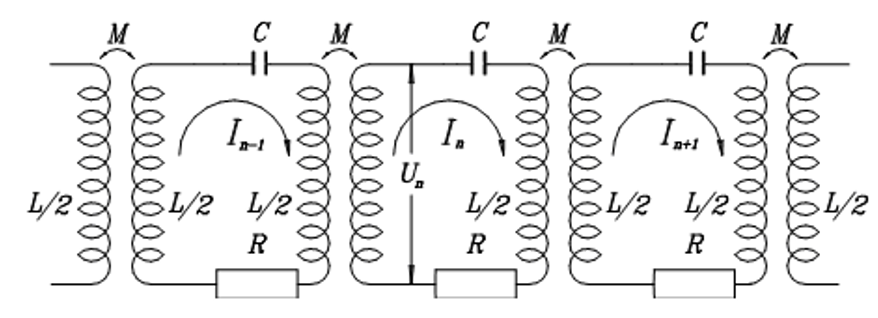 M C M C M C M
I_{n-1} I_n I_{n+1}
U_n
L/2 L/2 L/2 L/2 L/2 L/2 L/2
R R R